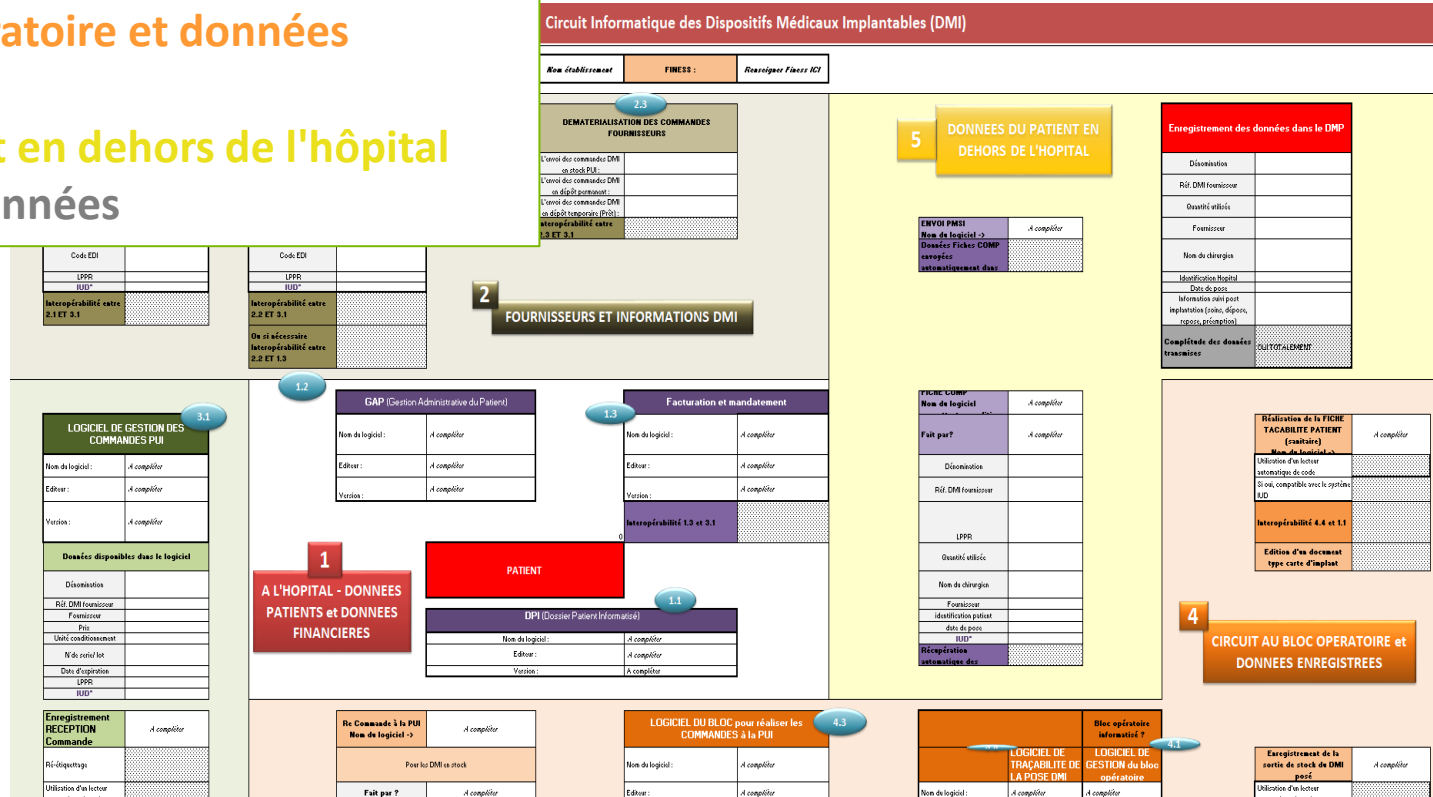 Circuit Informatique des Dispositifs Médicaux Implantables (DMI)
atoire et données
t en dehors de l'hôpital
nnées
Nom établissement
FINESS :
Renseigner Finess ICI
2.3
DEMATERIALISATION DES COMMANDES
FOURNISSEURS
L'envoi des commandes DMI
en stock PUI :
L'envoi des commandes DMI
en dépôt permanent :
L'envoi des commandes DMI
en dépôt temporaire (Prêt) :
Interopérabilité entre
2.3 ET 3.1
Code EDI
LPPR
IUD*
Interopérabilité entre
2.1 ET 3.1
Code EDI
LPPR
IUD*
Interopérabilité entre
2.2 ET 3.1
Ou si nécessaire
Interopérabilité entre
2.2 ET 1.3
2
FOURNISSEURS ET INFORMATIONS DMI
5
DONNEES DU PATIENT EN
DEHORS DE L'HOPITAL
ENVOI PMSI
Nom du logiciel ->
A compléter
Données Fiches COMP
envoyées
automatiquement dans
Enregistrement des données dans le DMP
Dénomination
Réf. DMI fournisseur
Quantité utilisée
Fournisseur
Nom du chirurgien
Identification Hopital
Date de pose
Information suivi post
implantation (soins, dépose,
repose, préemption)
Complétude des données
transmises
OUI TOTALEMENT
3.1
LOGICIEL DE GESTION DES
COMMANDES PUI
Nom du logiciel :
A compléter
Editeur :
A compléter
Version :
A compléter
Données disponibles dans le logiciel
Dénomination
Réf. DMI fournisseur
Fournisseur
Prix
Unité conditionnement
N'de serie/ lot
Date d'expiration
LPPR
IUD*
Enregistrement
RECEPTION
Commande
A compléter
Ré-étiquettage
Utilisation d'un lecteur
1.2
GAP (Gestion Administrative du Patient)
Nom du logiciel :
A compléter
Editeur :
A compléter
Version :
A compléter
1.3
Facturation et mandatement
Nom du logiciel :
A compléter
Editeur :
A compléter
Version :
A compléter
Interopérabilité 1.3 et 3.1
0
1
A L'HOPITAL - DONNEES
PATIENTS et DONNEES
FINANCIERES
PATIENT
1.1
DPI (Dossier Patient Informatisé)
Nom du logiciel :
A compléter
Editeur :
A compléter
Version :
A compléter
FICHE COMP
Nom du logiciel
A compléter
Fait par?
A compléter
Dénomination
Réf. DMI fournisseur
LPPR
Quantité utilisée
Nom du chirurgien
Fournisseur
identification patient
date de pose
IUD*
Récupération
automatique des
Réalisation de la FICHE
TACABILITE PATIENT
(sanitaire)
Nom du logiciel ->
A compléter
Utilisation d'un lecteur
automatique de code
Si oui, compatible avec le système
IUD
Interopérabilité 4.4 et 1.1
Edition d'un document
type carte d'implant
4
CIRCUIT AU BLOC OPERATOIRE et
DONNEES ENREGISTREES
Re Commande à la PUI
Nom du logiciel ->
A compléter
Pour les DMI en stock
Fait par ?
A compléter
4.3
LOGICIEL DU BLOC pour réaliser les
COMMANDES à la PUI
Nom du logiciel :
A compléter
Editeur :
A compléter
Bloc opératoire
informatisé ?
4.1
LOGICIEL DE
TRAÇABILITE DE
LA POSE DMI
LOGICIEL DE
GESTION du bloc
opératoire
Nom du logiciel :
A compléter
A compléter
Enregistrement de la
sortie de stock du DMI
posé
A compléter
Utilisation d'un lecteur